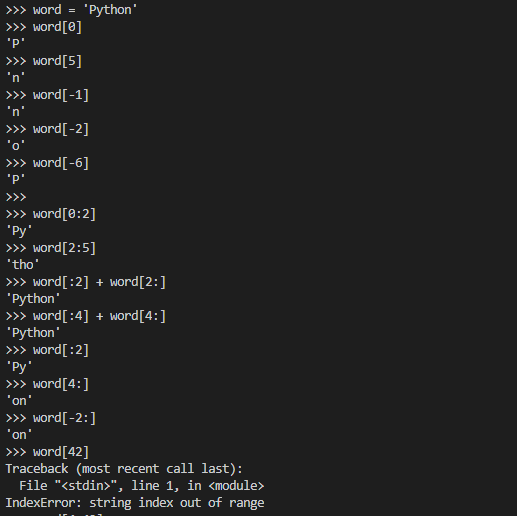 >>> word = 'Python'
>>> word[0]
'P'
>>> word[5]
'n'
>>> word[-1]
'n'
>>> word[-2]
'o'
>>> word[-6]
'P'
>>>
>>> word[0:2]
'Py'
>>> word[2:5]
'tho'
>>> word[:2] + word[2:]
'Python'
>>> word[:4] + word[4:]
'Python'
>>> word[:2]
'Py'
>>> word[4:]
'on'
>>> word[-2:]
'on'
>>> word[42]
Traceback (most recent call last):
  File "<stdin>", line 1, in <module>
IndexError: string index out of range